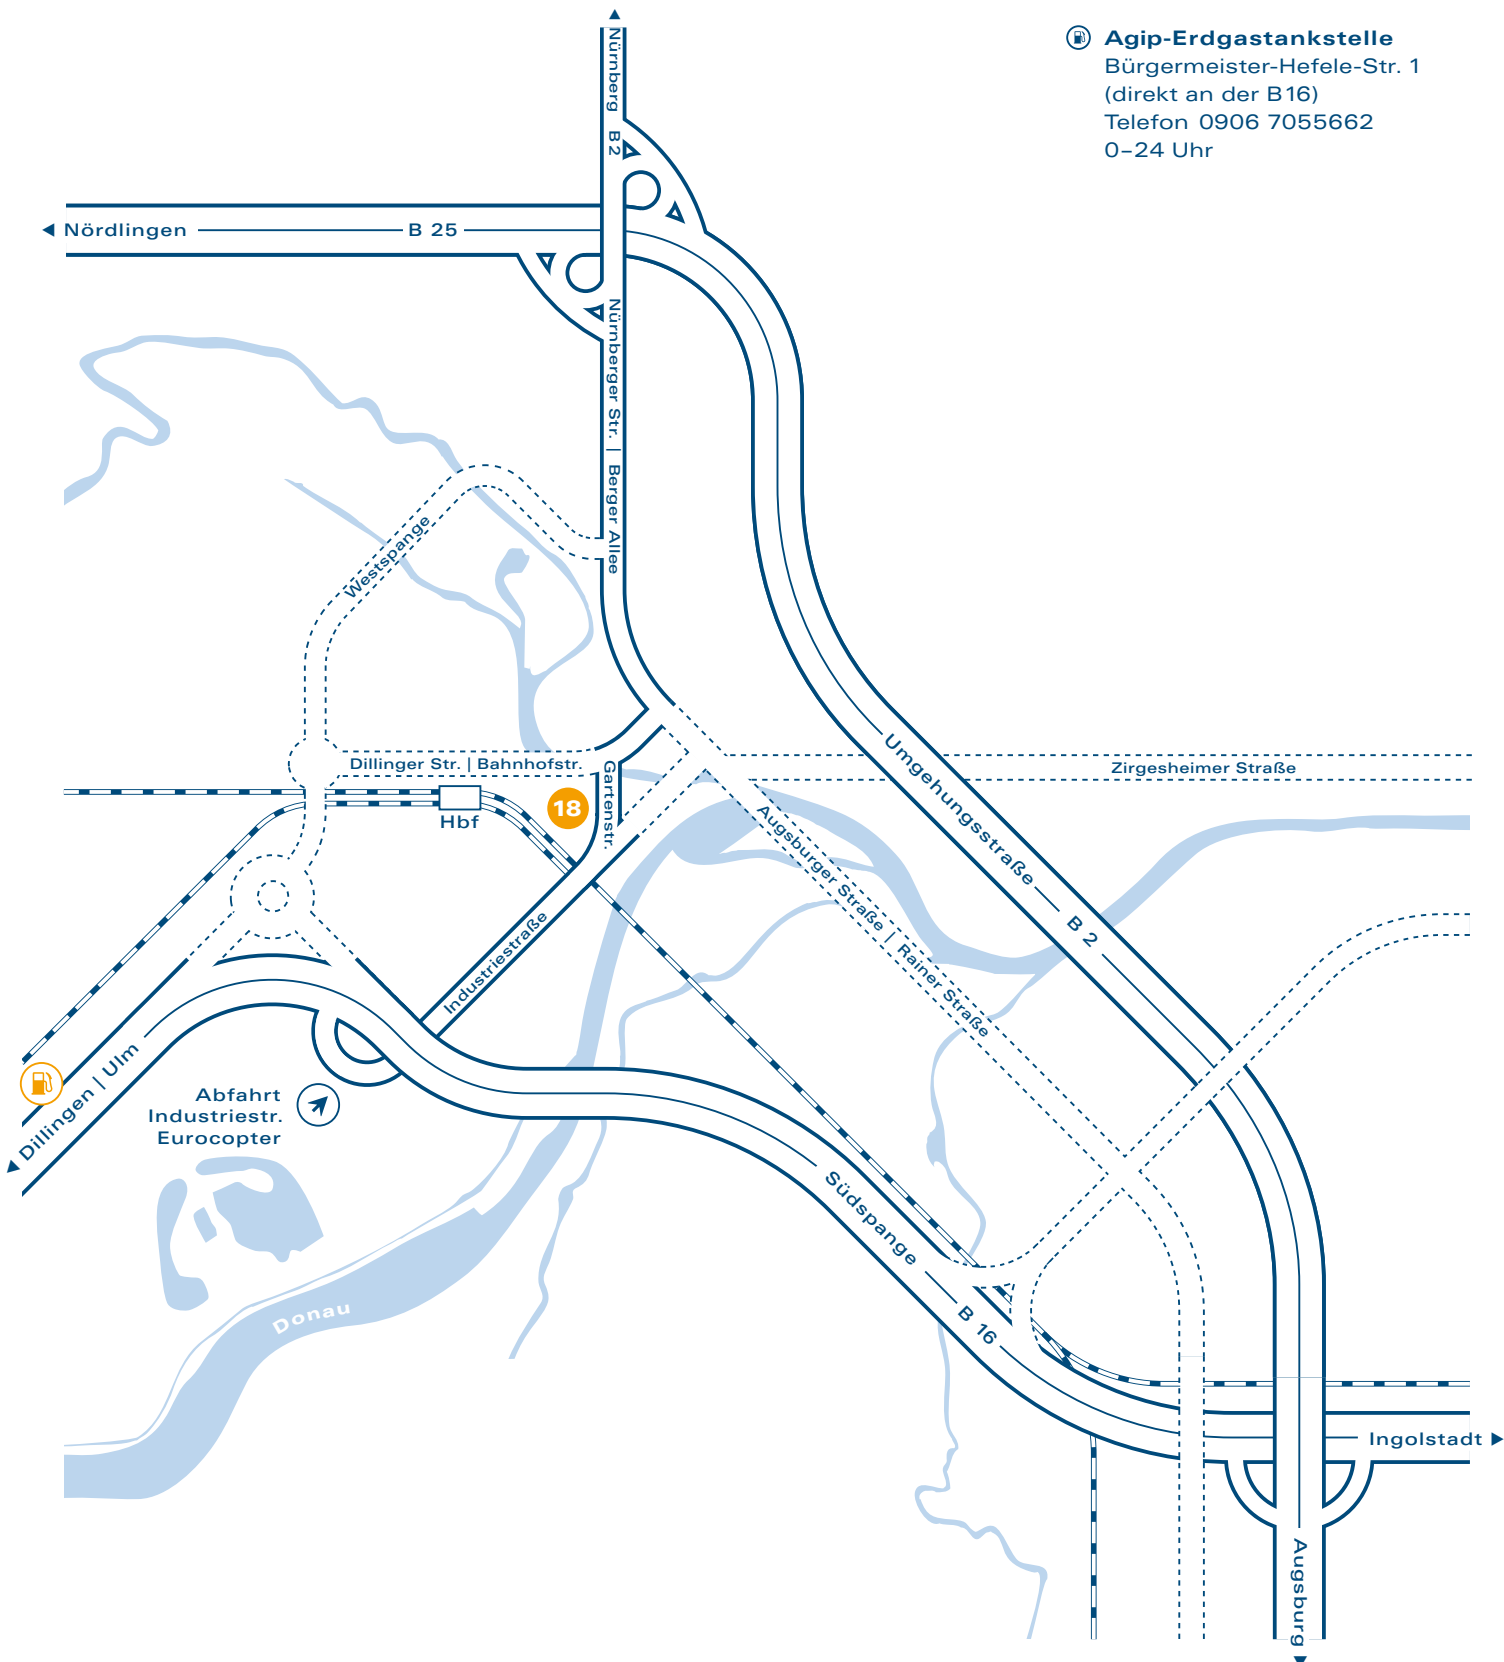 Nürnberg B 2
Agip-Erdgastankstelle
Bürgermeister-Hefele-Str. 1
(direkt an der B 16)
Telefon 0906 7055662
0–24 Uhr
Nördlingen
B 25
Nürnberger Str. | Berger Allee
Westspange
Umgehungsstraße
B 2
Dillinger Str. | Bahnhofstr.
Gartenstr.
Zirgesheimer Straße
18
Hbf
Augsburger Straße | Rainer Straße
Industriestraße
Dillingen | Ulm
Abfahrt
Industriestr.
Eurocopter
Südspange
B 16
Donau
Ingolstadt
Augsburg